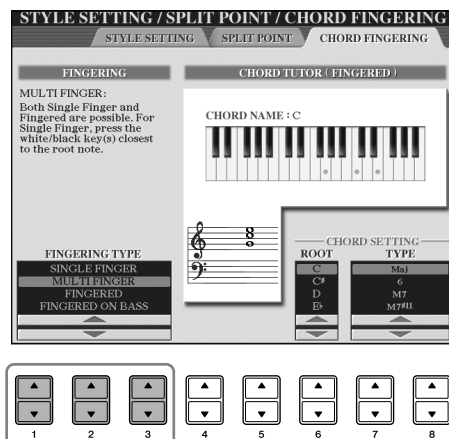 STYLE SETTING / SPLIT POINT / CHORD FINGERING
STYLE SETTING SPLIT POINT CHORD FINGERING
FINGERING
MULTI FINGER:
Both Single Finger and
Fingered are possible. For
Single Finger, press the
white/black key(s) closest
to the root note.
CHORD TUTOR ( FINGERED )
CHORD NAME : C
FINGERING TYPE
SINGLE FINGER
MULTI FINGER
FINGERED
FINGERED ON BASS
CHORD SETTING
ROOT TYPE
C Maj
C♯ 6
D M7
E♭ M7♯11
1 2 3 4 5 6 7 8